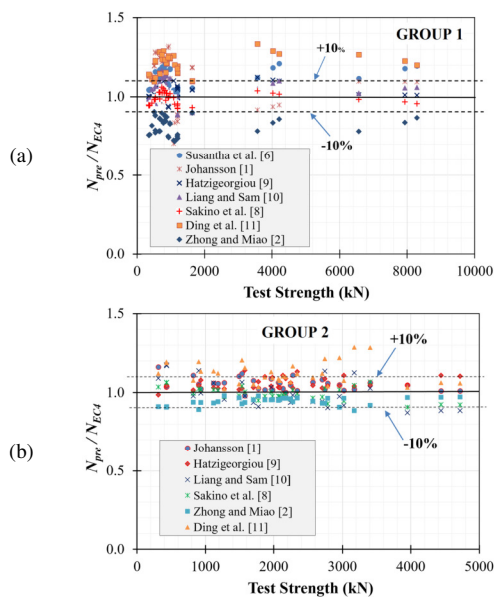 (a)
GROUP 1
1.5
1.0
0.5
0.0
N_pre / N_EC4
+10%
-10%
Susantha et al. [6]
Johansson [1]
Hatzigeorgiou [9]
Liang and Sam [10]
Sakino et al. [8]
Ding et al. [11]
Zhong and Miao [2]
0 2000 4000 6000 8000 10000
Test Strength (kN)
(b)
GROUP 2
1.5
1.0
0.5
0.0
N_pre / N_EC4
+10%
-10%
Johansson [1]
Hatzigeorgiou [9]
Liang and Sam [10]
Sakino et al. [8]
Zhong and Miao [2]
Ding et al. [11]
0 1000 2000 3000 4000 5000
Test Strength (kN)